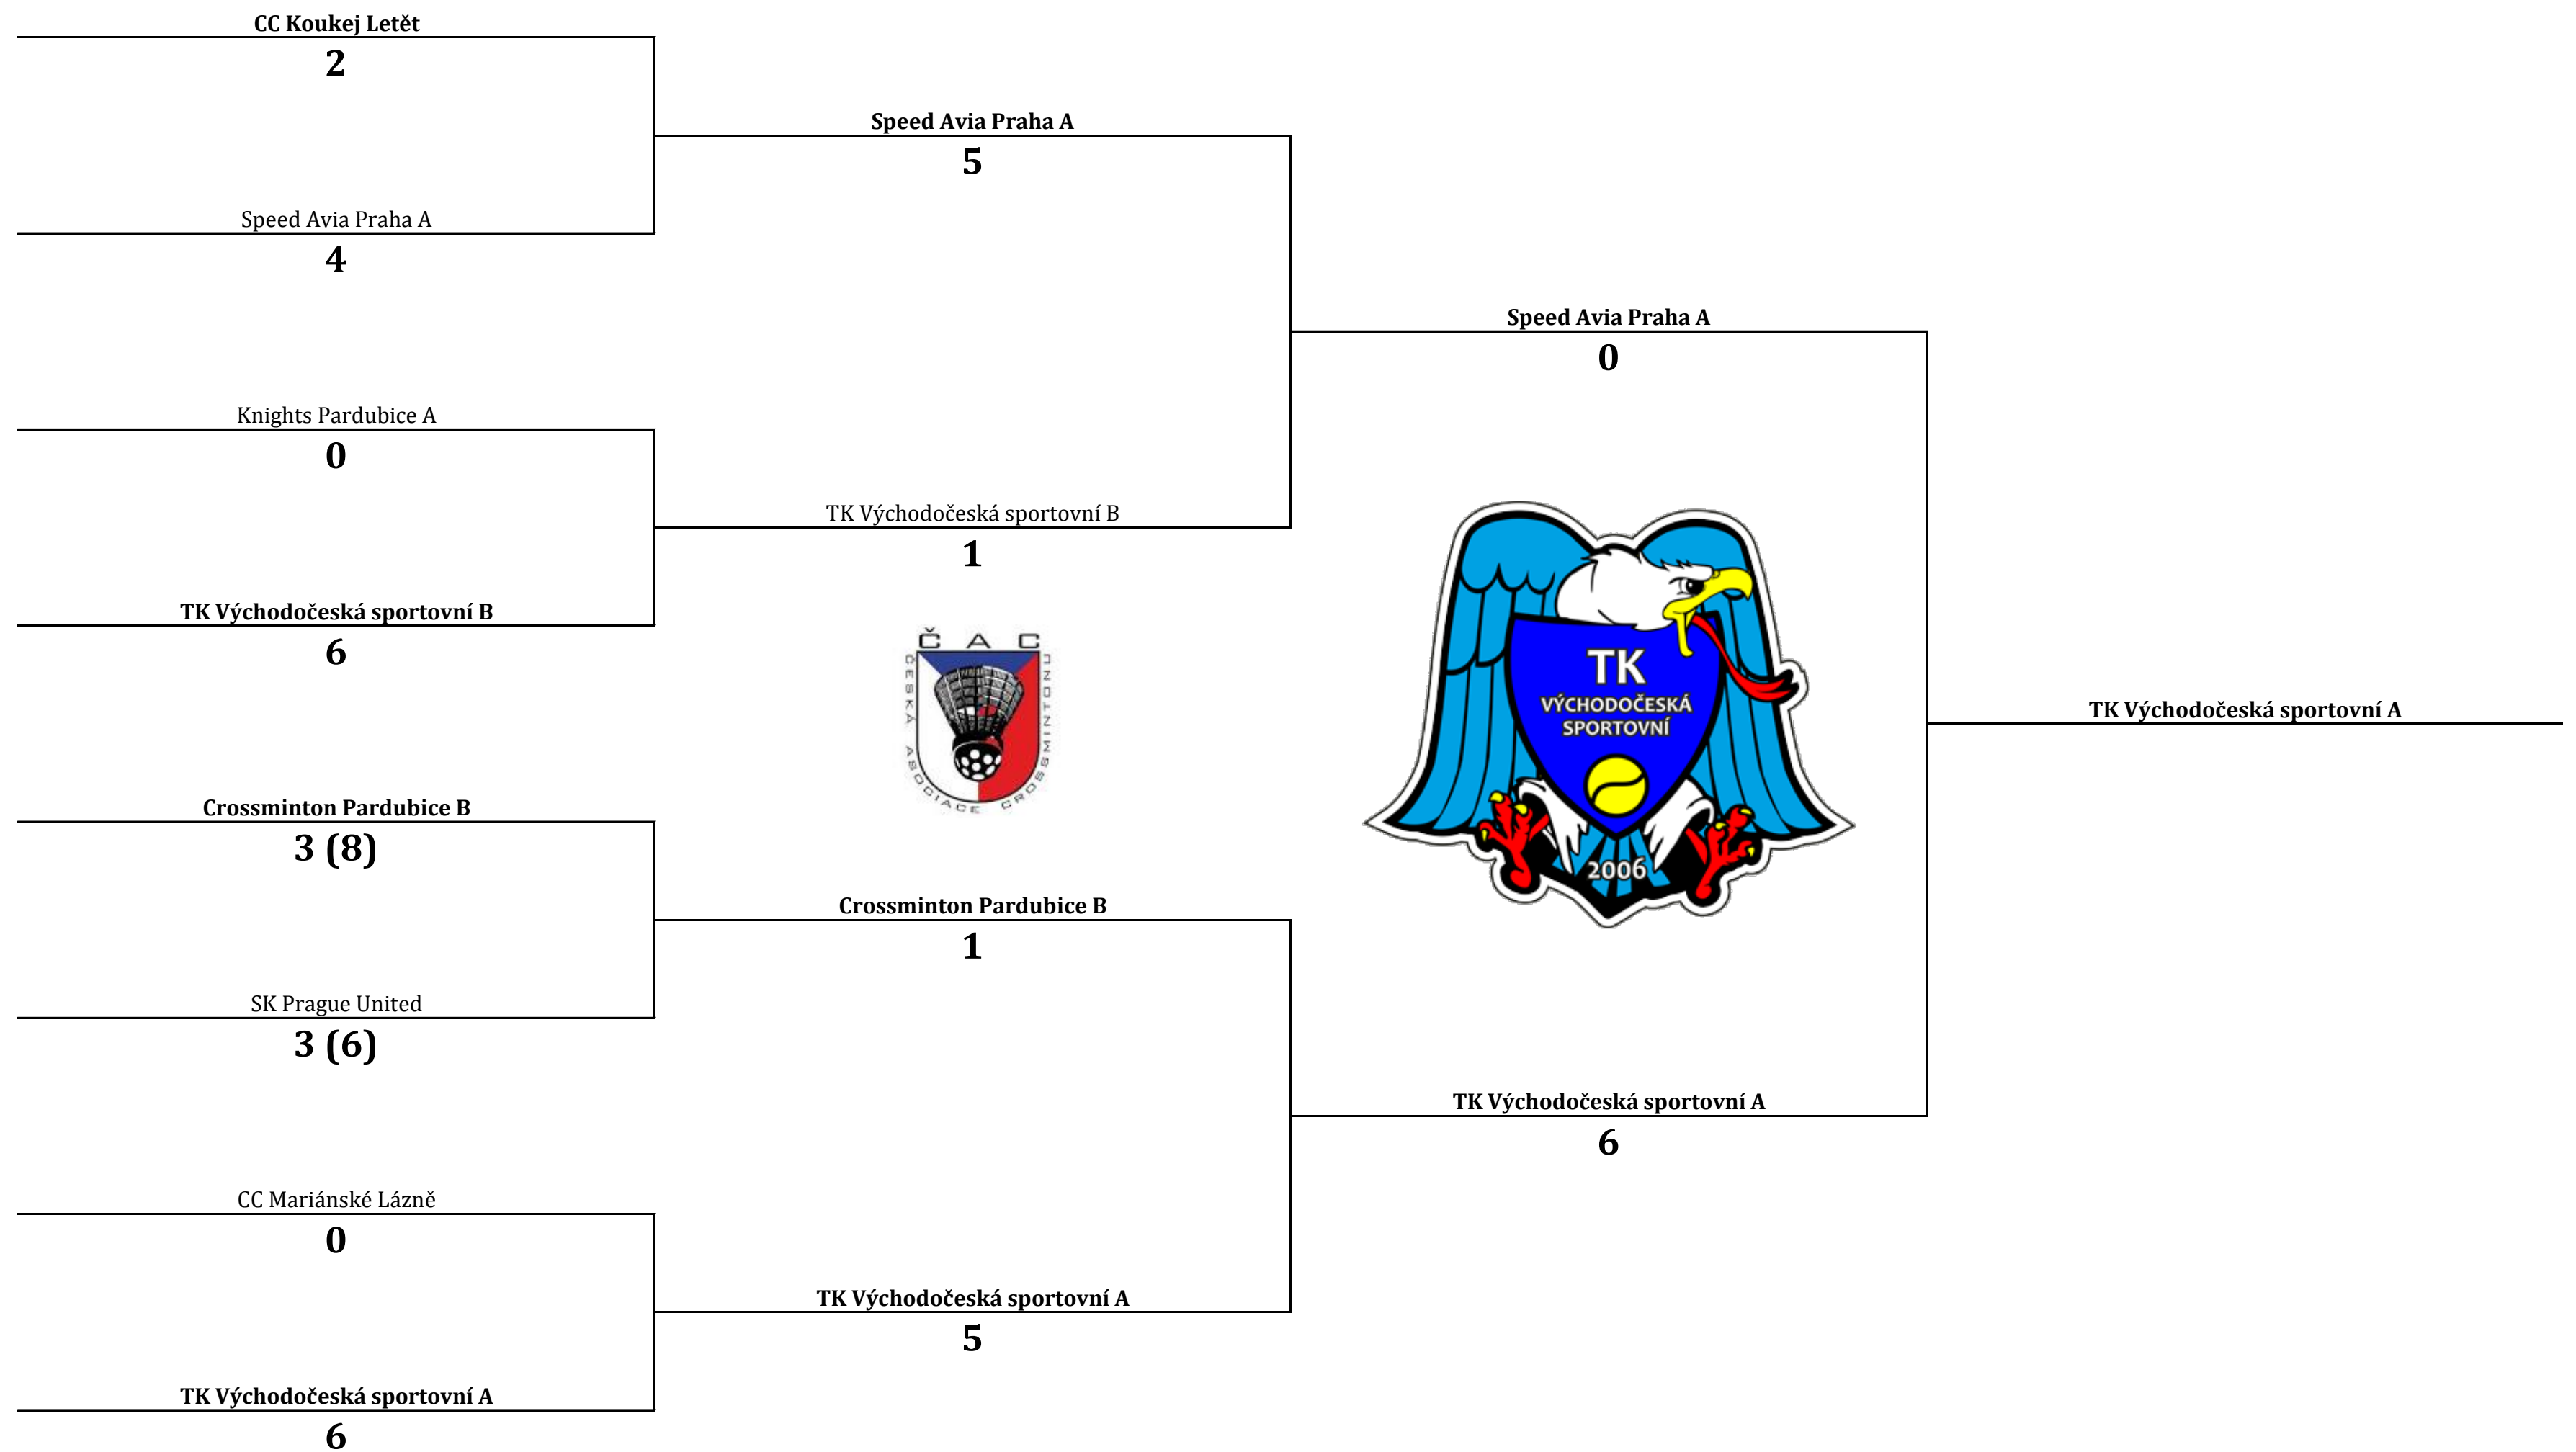 CC Koukej Letět
2
Speed Avia Praha A
4
Knights Pardubice A
0
TK Východočeská sportovní B
6
Crossminton Pardubice B
3 (8)
SK Prague United
3 (6)
CC Mariánské Lázně
0
TK Východočeská sportovní A
6
Speed Avia Praha A
5
TK Východočeská sportovní B
1
ČAC
ČESKÁ ASOCIACE CROSSMINTONU
Crossminton Pardubice B
1
TK Východočeská sportovní A
5
Speed Avia Praha A
0
TK
VÝCHODOČESKÁ
SPORTOVNÍ
2006
TK Východočeská sportovní A
6
TK Východočeská sportovní A